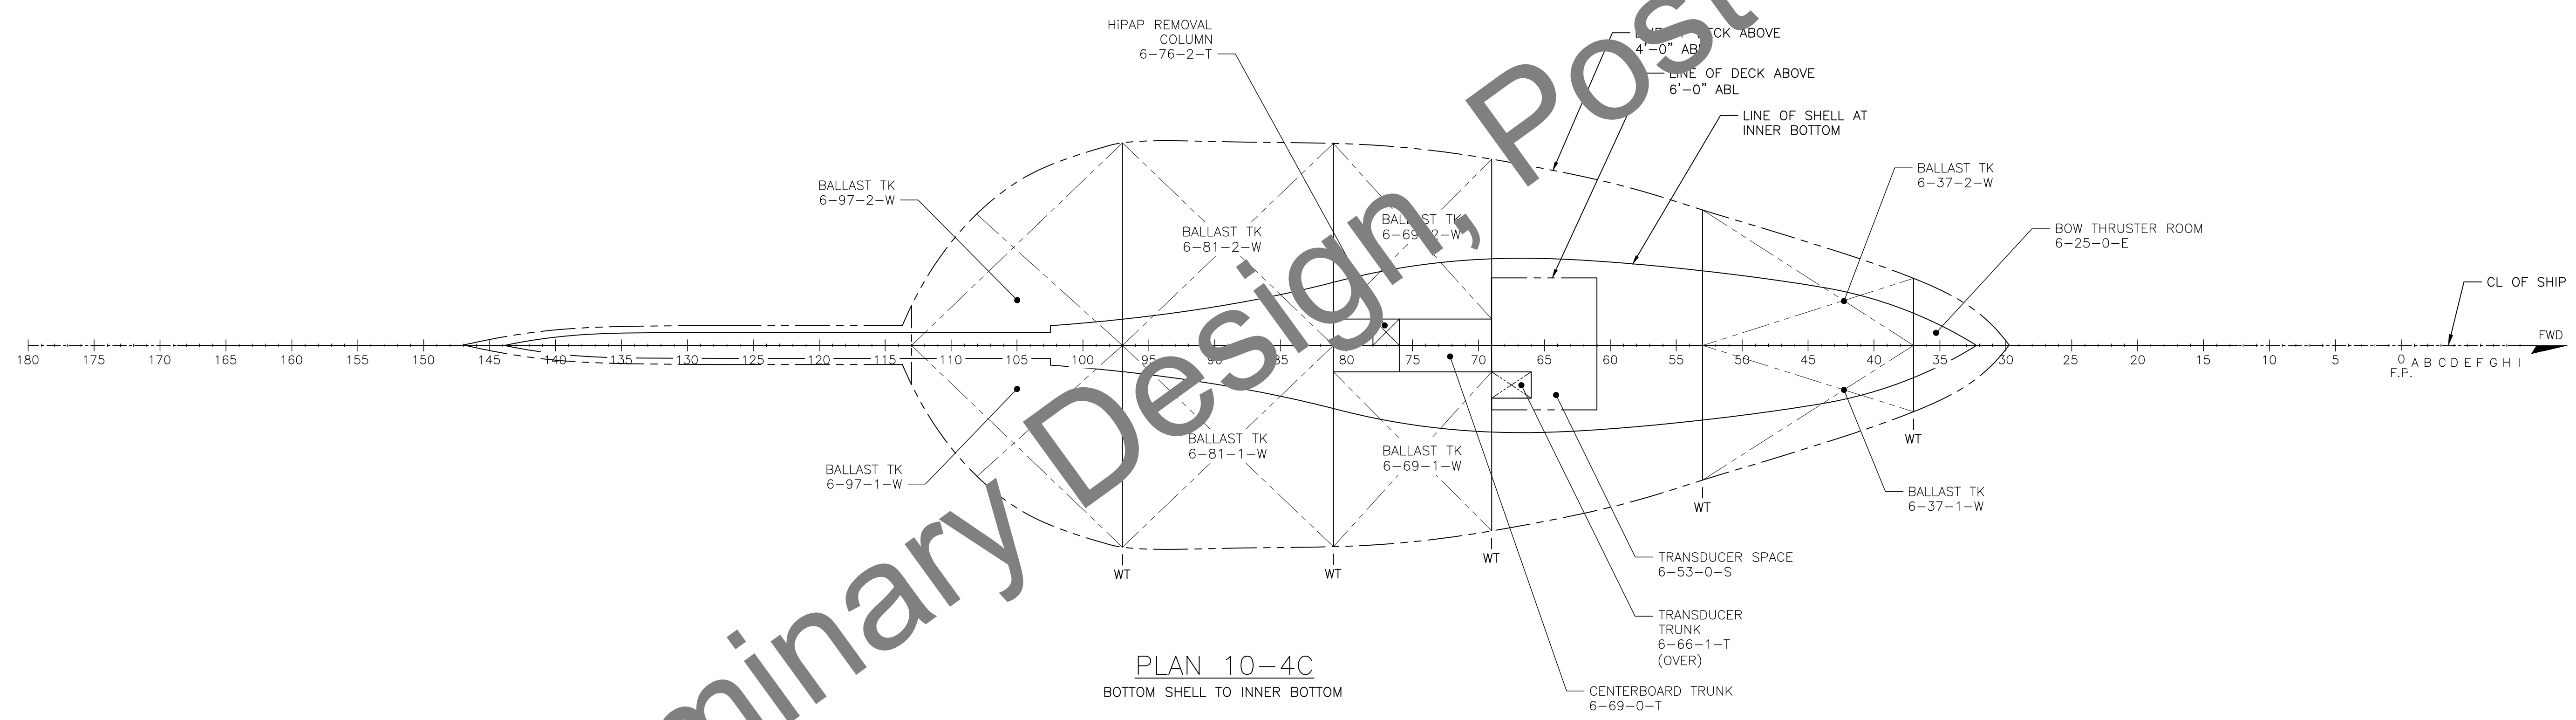 HiPAP REMOVAL
COLUMN
6-76-2-T
DECK ABOVE
4'-0" ABL
LINE OF DECK ABOVE
6'-0" ABL
LINE OF SHELL AT
INNER BOTTOM
BALLAST TK
6-37-2-W
BALLAST TK
6-97-2-W
BALLAST TK
6-81-2-W
BALLAST TK
6-69-2-W
BOW THRUSTER ROOM
6-25-0-E
CL OF SHIP
FWD
180 175 170 165 160 155 150 145 140 135 130 125 120 115 110 105 100 95 90 85 80 75 70 65 60 55 50 45 40 35 30 25 20 15 10 5 0 A B C D E F G H I
F.P.
BALLAST TK
6-97-1-W
BALLAST TK
6-81-1-W
BALLAST TK
6-69-1-W
WT
BALLAST TK
6-37-1-W
WT
WT
WT
WT
TRANSDUCER SPACE
6-53-0-S
TRANSDUCER
TRUNK
6-66-1-T
(OVER)
CENTERBOARD TRUNK
6-69-0-T
PLAN 10-4C
BOTTOM SHELL TO INNER BOTTOM
minary Design, Post